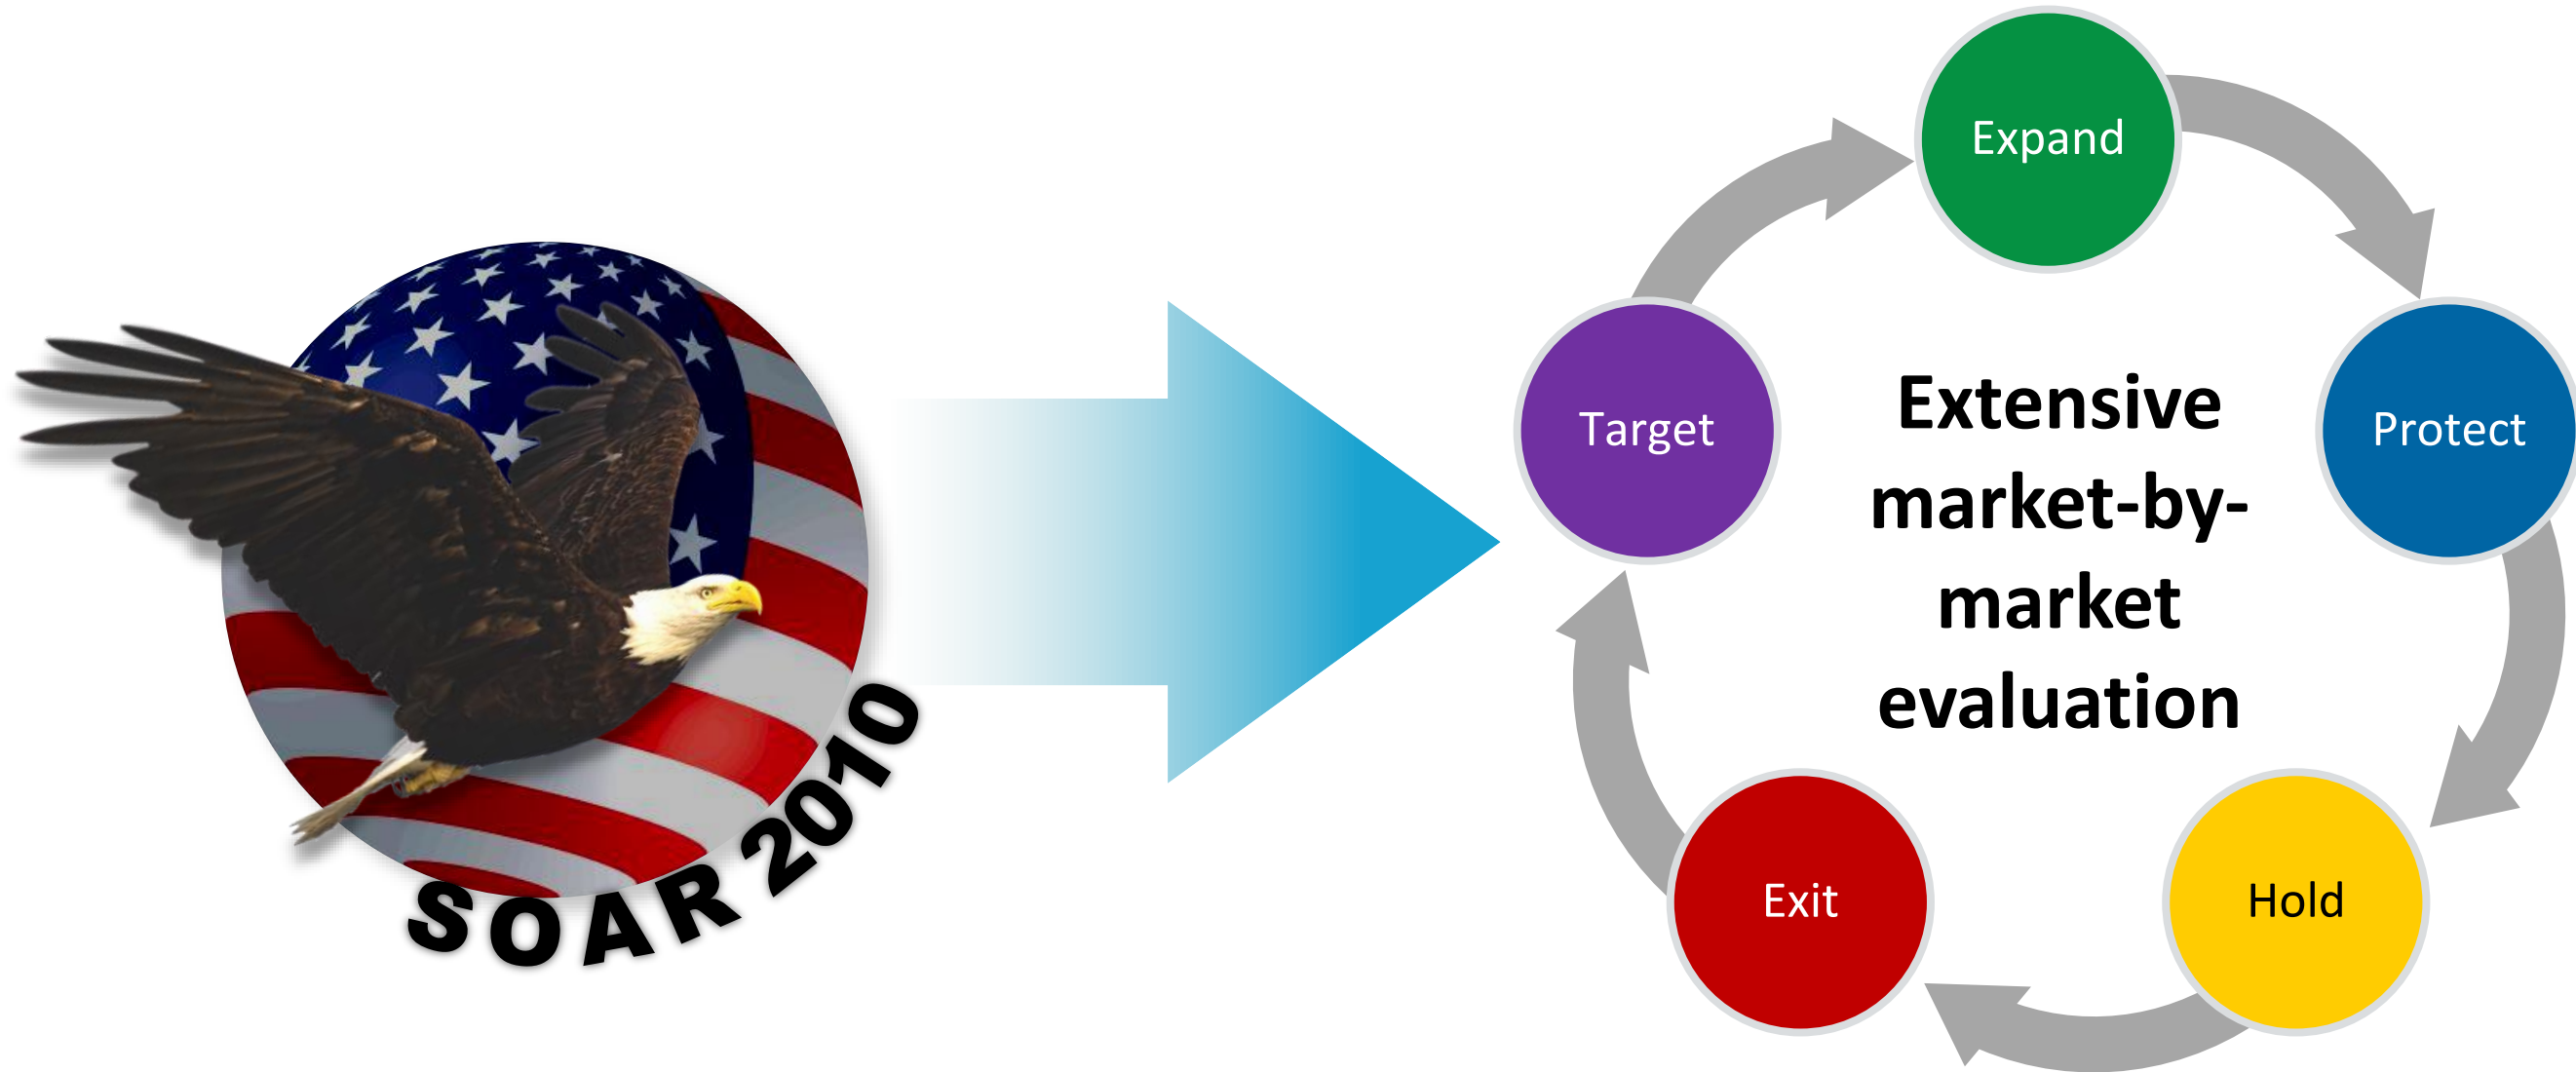 SOAR 2010
Expand
Target
Protect
Extensive
market-by-
market
evaluation
Exit
Hold